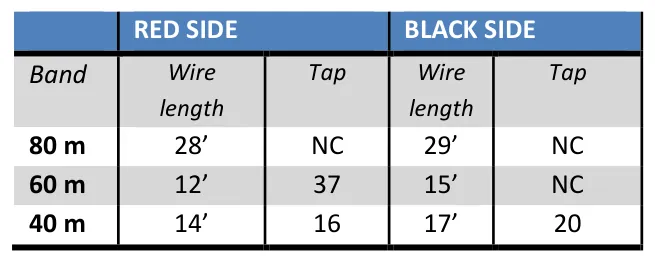 RED SIDE BLACK SIDE
Band Wire length Tap Wire length Tap
80 m 28’ NC 29’ NC
60 m 12’ 37 15’ NC
40 m 14’ 16 17’ 20